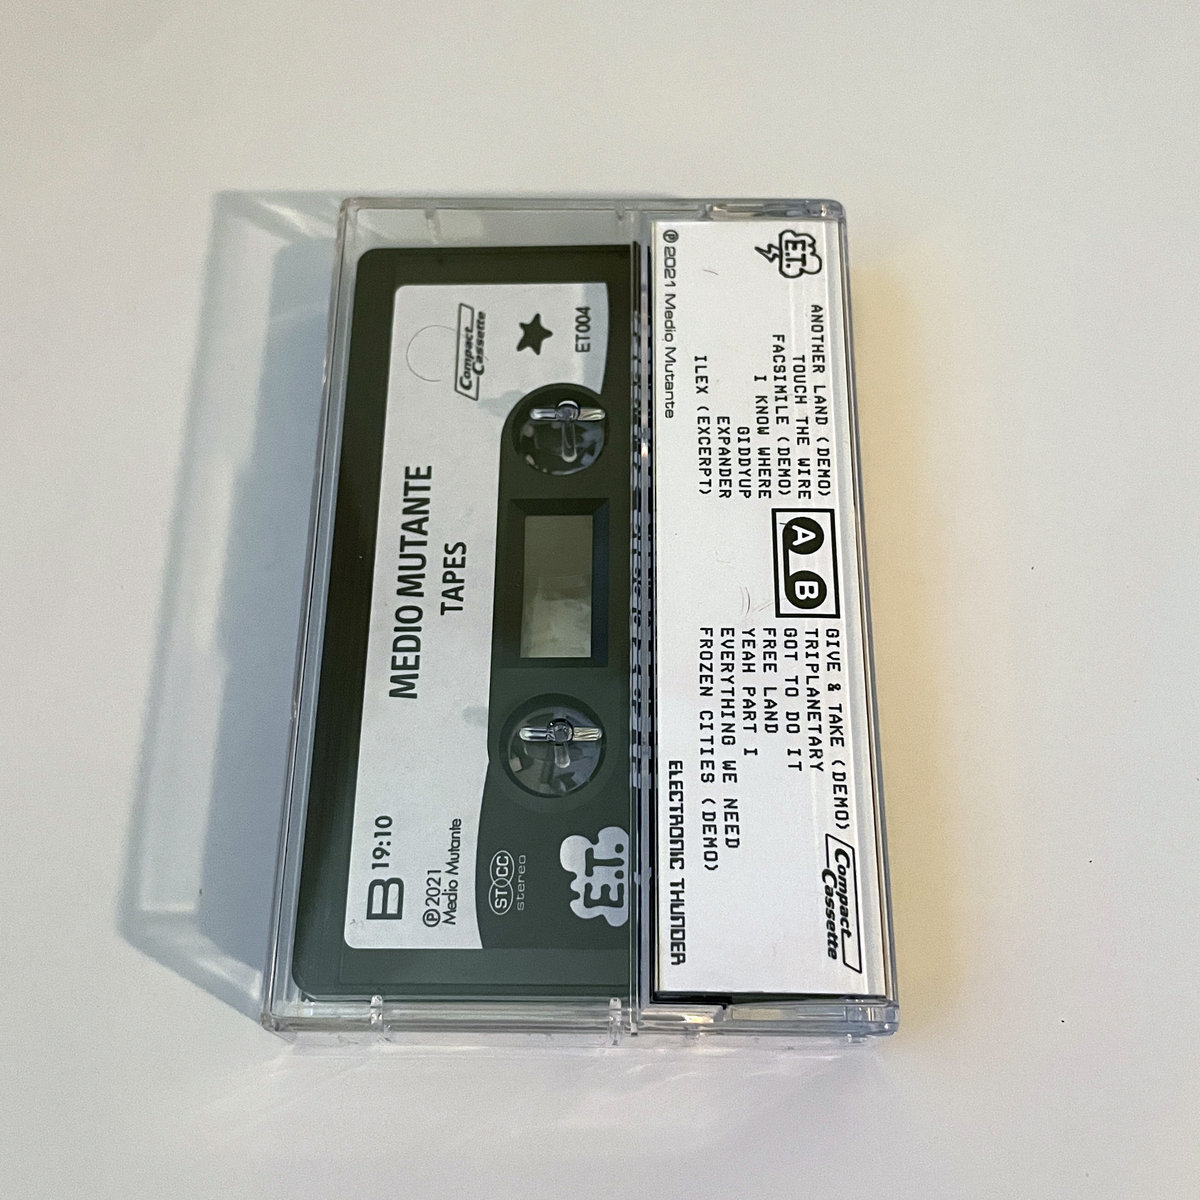 Compact
Cassette
ET004
MEDIO MUTANTE
TAPES
B 19:10
℗2021
Medio Mutante
ST CC
stereo
E.T.
E.T.
ANOTHER LAND (DEMO)
TOUCH THE WIRE
FACSIMILE (DEMO)
I KNOW WHERE
GIDDYUP
EXPANDER
ILEX (EXCERPT)
℗ 2021 Medio Mutante
A B
GIVE & TAKE (DEMO)
TRIPLANETARY
GOT TO DO IT
FREE LAND
YEAH PART I
EVERYTHING WE NEED
FROZEN CITIES (DEMO)
ELECTRONIC THUNDER
Compact
Cassette